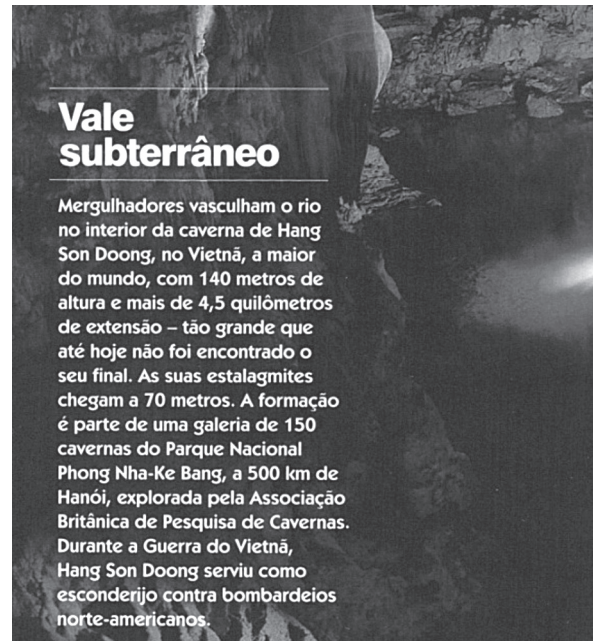 Vale
subterrâneo
Mergulhadores vasculham o rio
no interior da caverna de Hang
Son Doong, no Vietnã, a maior
do mundo, com 140 metros de
altura e mais de 4,5 quilômetros
de extensão – tão grande que
até hoje não foi encontrado o
seu final. As suas estalagmites
chegam a 70 metros. A formação
é parte de uma galeria de 150
cavernas do Parque Nacional
Phong Nha-Ke Bang, a 500 km de
Hanói, explorada pela Associação
Britânica de Pesquisa de Cavernas.
Durante a Guerra do Vietnã,
Hang Son Doong serviu como
esconderijo contra bombardeios
norte-americanos.